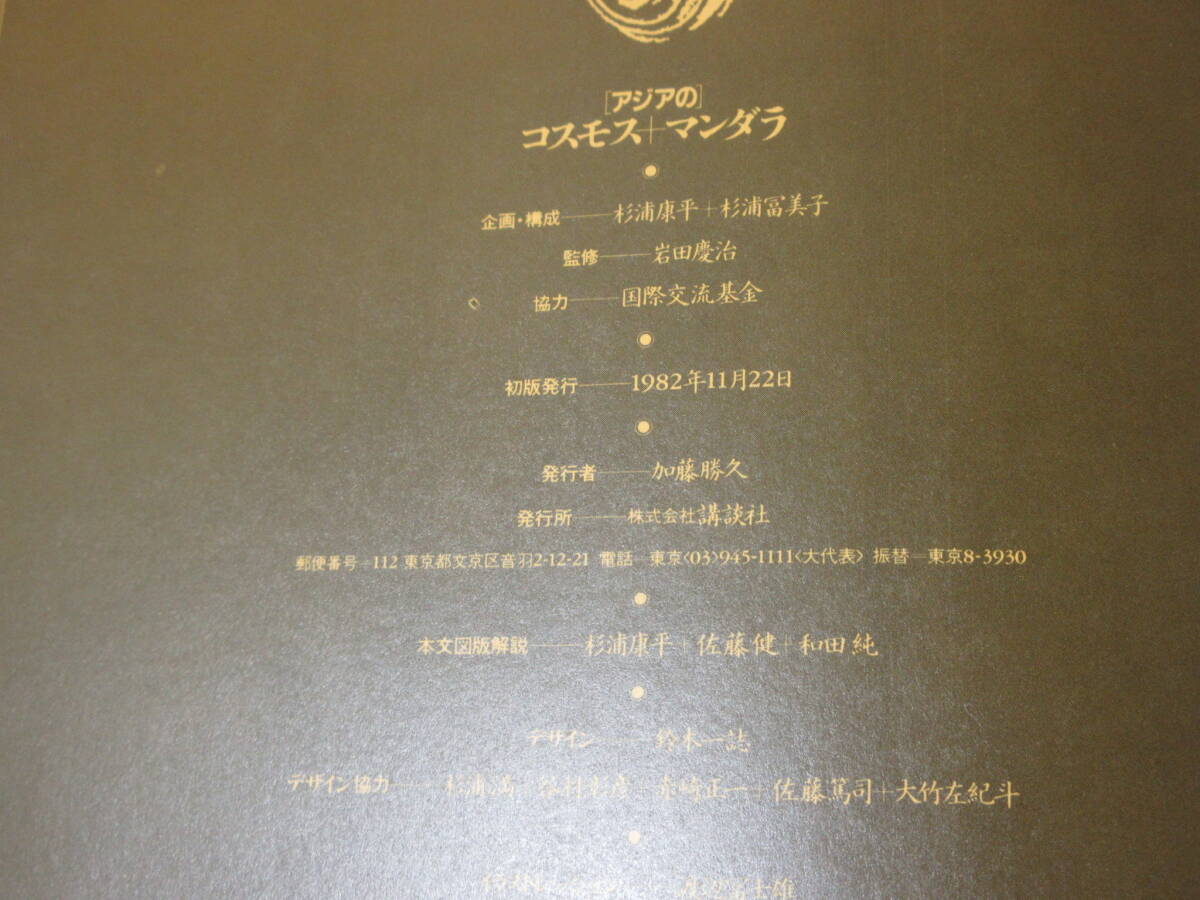 [アジアの]
コスモス+マンダラ
企画・構成——杉浦康平+杉浦冨美子
監修——岩田慶治
協力——国際交流基金
初版発行——1982年11月22日
発行者——加藤勝久
発行所——株式会社講談社
郵便番号=112 東京都文京区音羽2-12-21 電話—東京〈03〉945-1111〈大代表〉 振替—東京8-3930
本文図版解説——杉浦康平+佐藤健+和田純
デザイン——鈴木一誌
デザイン協力——杉浦 赤崎正一+佐藤篤司+大竹左紀斗